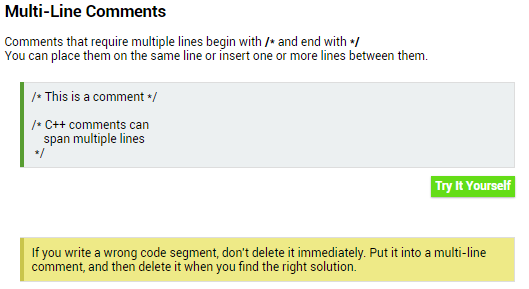 Multi-Line Comments
Comments that require multiple lines begin with /* and end with */
You can place them on the same line or insert one or more lines between them.
/* This is a comment */
/* C++ comments can
span multiple lines
*/
Try It Yourself
If you write a wrong code segment, don't delete it immediately. Put it into a multi-line
comment, and then delete it when you find the right solution.